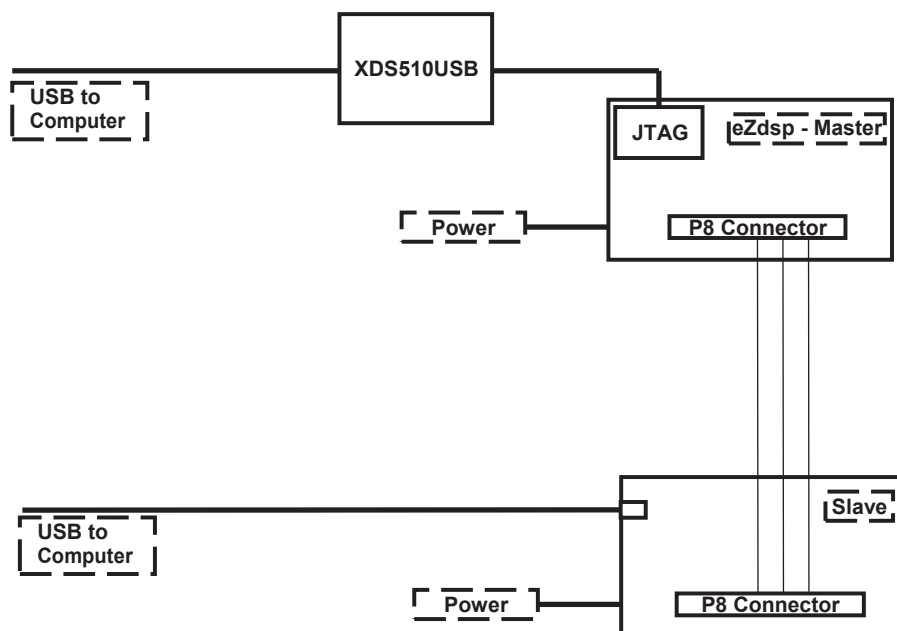 XDS510USB
USB to
Computer
JTAG
eZdsp - Master
Power
P8 Connector
Slave
USB to
Computer
Power
P8 Connector